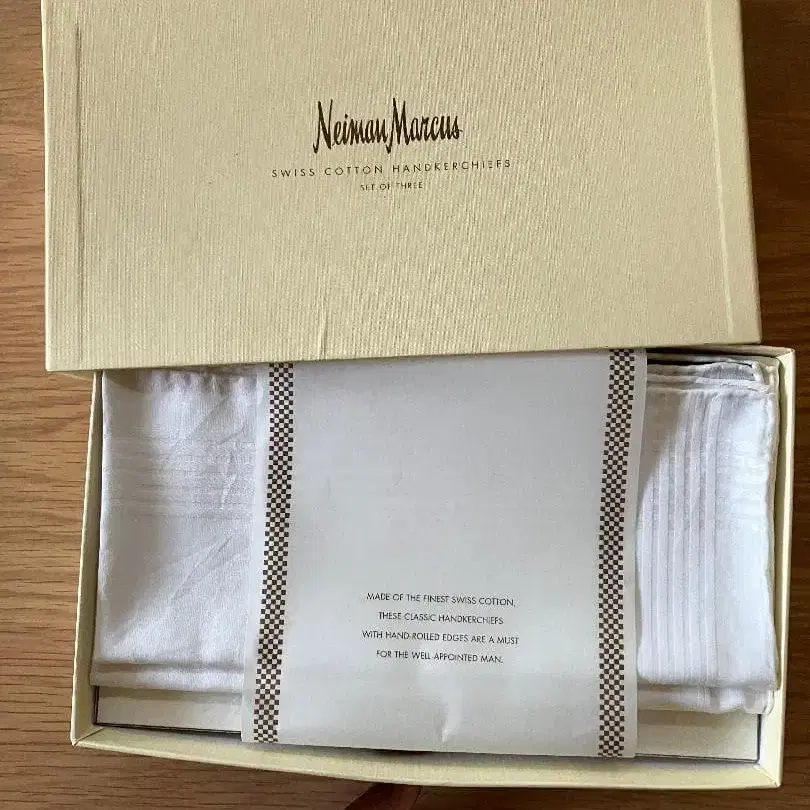 Neiman Marcus
SWISS COTTON HANDKERCHIEFS
SET OF THREE
MADE OF THE FINEST SWISS COTTON,
THESE CLASSIC HANDKERCHIEFS
WITH HAND-ROLLED EDGES ARE A MUST
FOR THE WELL APPOINTED MAN.